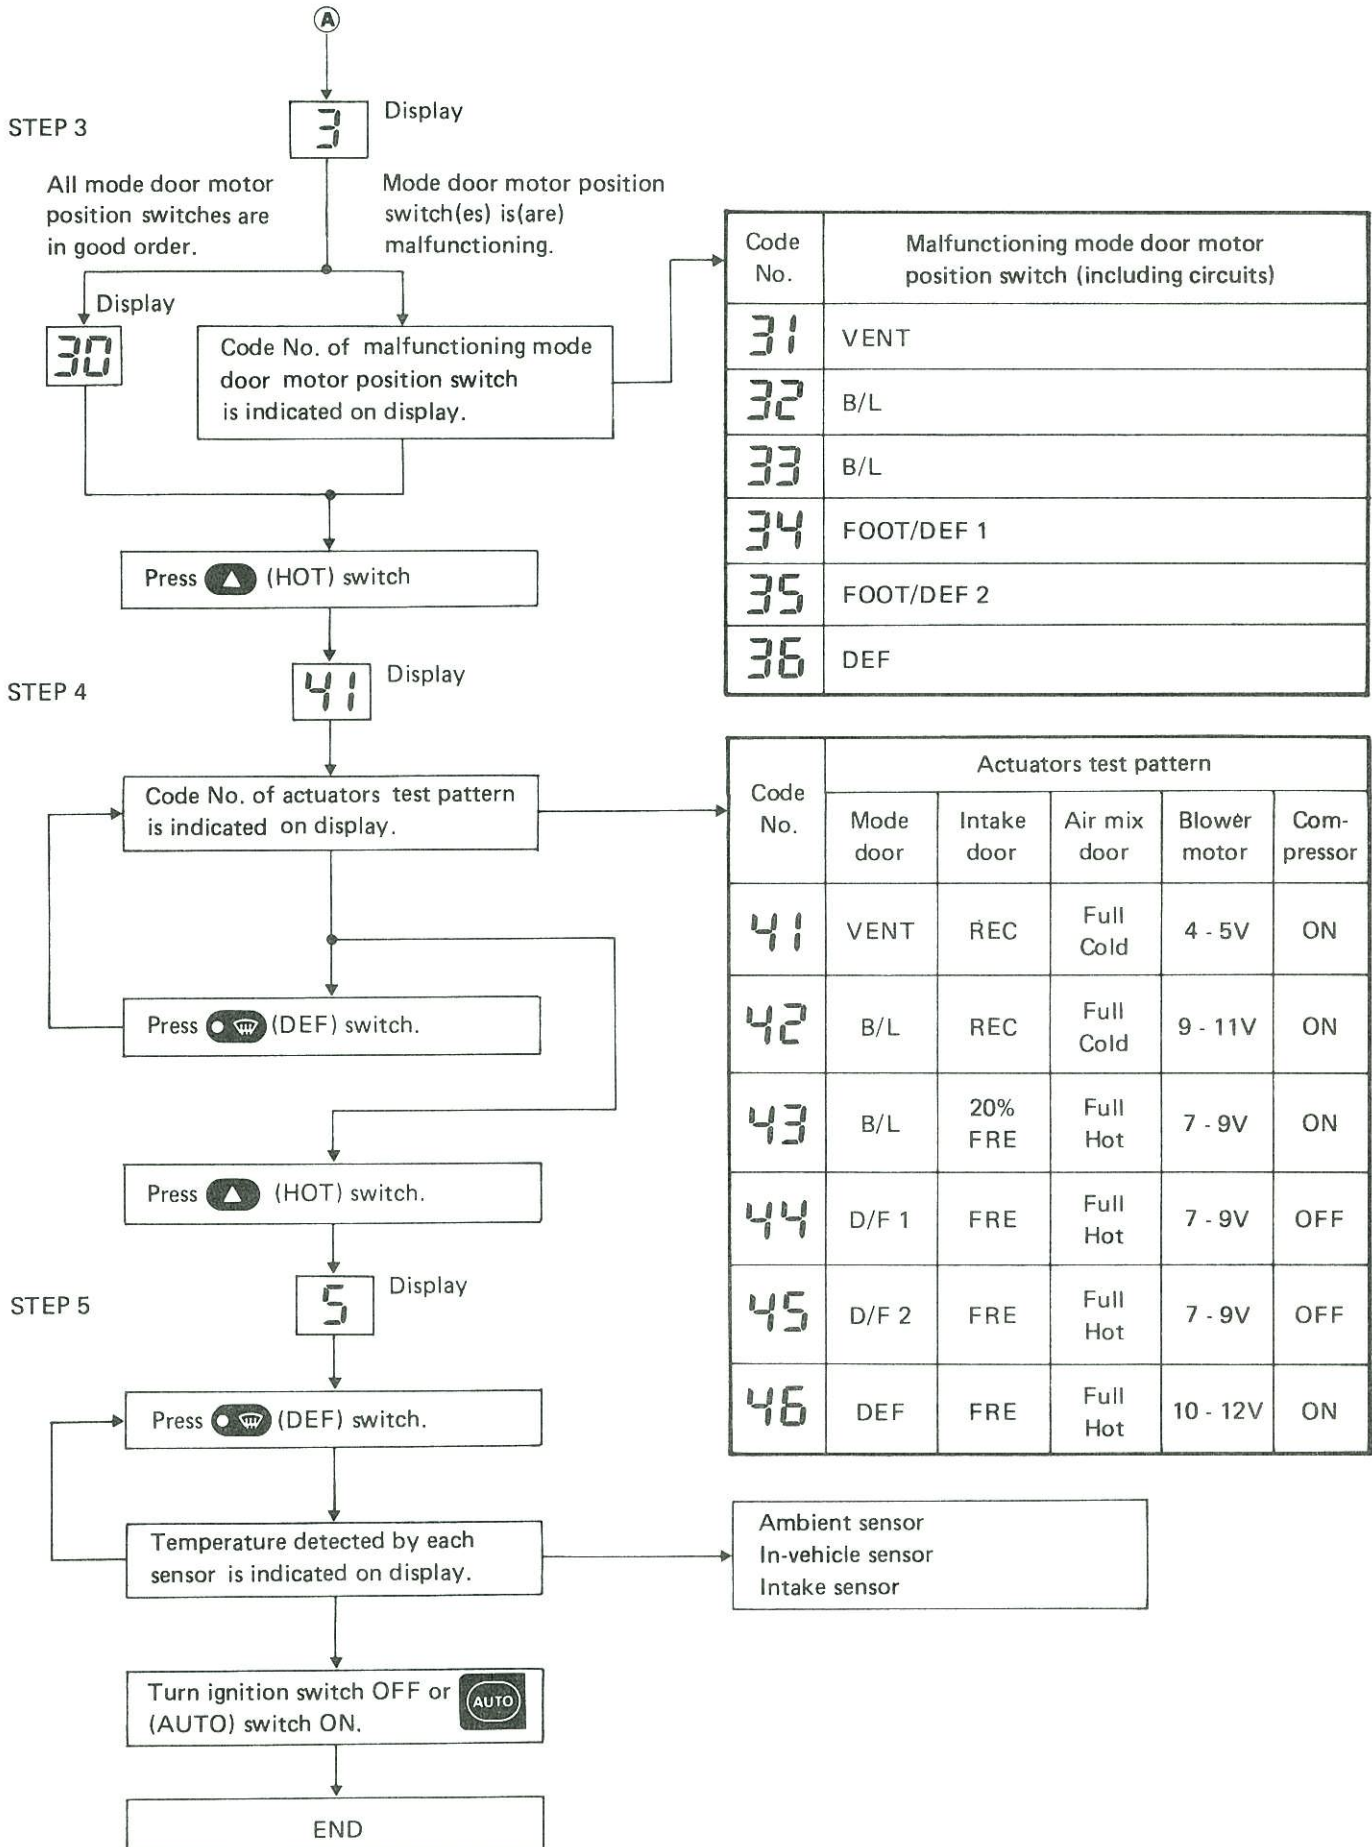 A
STEP 3
3
Display
All mode door motor
position switches are
in good order.
Mode door motor position
switch(es) is(are)
malfunctioning.
Display
30
Code No. of malfunctioning mode
door motor position switch
is indicated on display.
Code No.
Malfunctioning mode door motor
position switch (including circuits)
31 VENT
32 B/L
33 B/L
34 FOOT/DEF 1
35 FOOT/DEF 2
36 DEF
Press (HOT) switch
STEP 4
41
Display
Code No. of actuators test pattern
is indicated on display.
Press (DEF) switch.
Press (HOT) switch.
Code No.
Actuators test pattern
Mode door
Intake door
Air mix door
Blower motor
Com-
pressor
41 VENT REC Full Cold 4 - 5V ON
42 B/L REC Full Cold 9 - 11V ON
43 B/L 20% FRE Full Hot 7 - 9V ON
44 D/F 1 FRE Full Hot 7 - 9V OFF
45 D/F 2 FRE Full Hot 7 - 9V OFF
46 DEF FRE Full Hot 10 - 12V ON
STEP 5
5
Display
Press (DEF) switch.
Temperature detected by each
sensor is indicated on display.
Ambient sensor
In-vehicle sensor
Intake sensor
Turn ignition switch OFF or AUTO
(AUTO) switch ON.
END